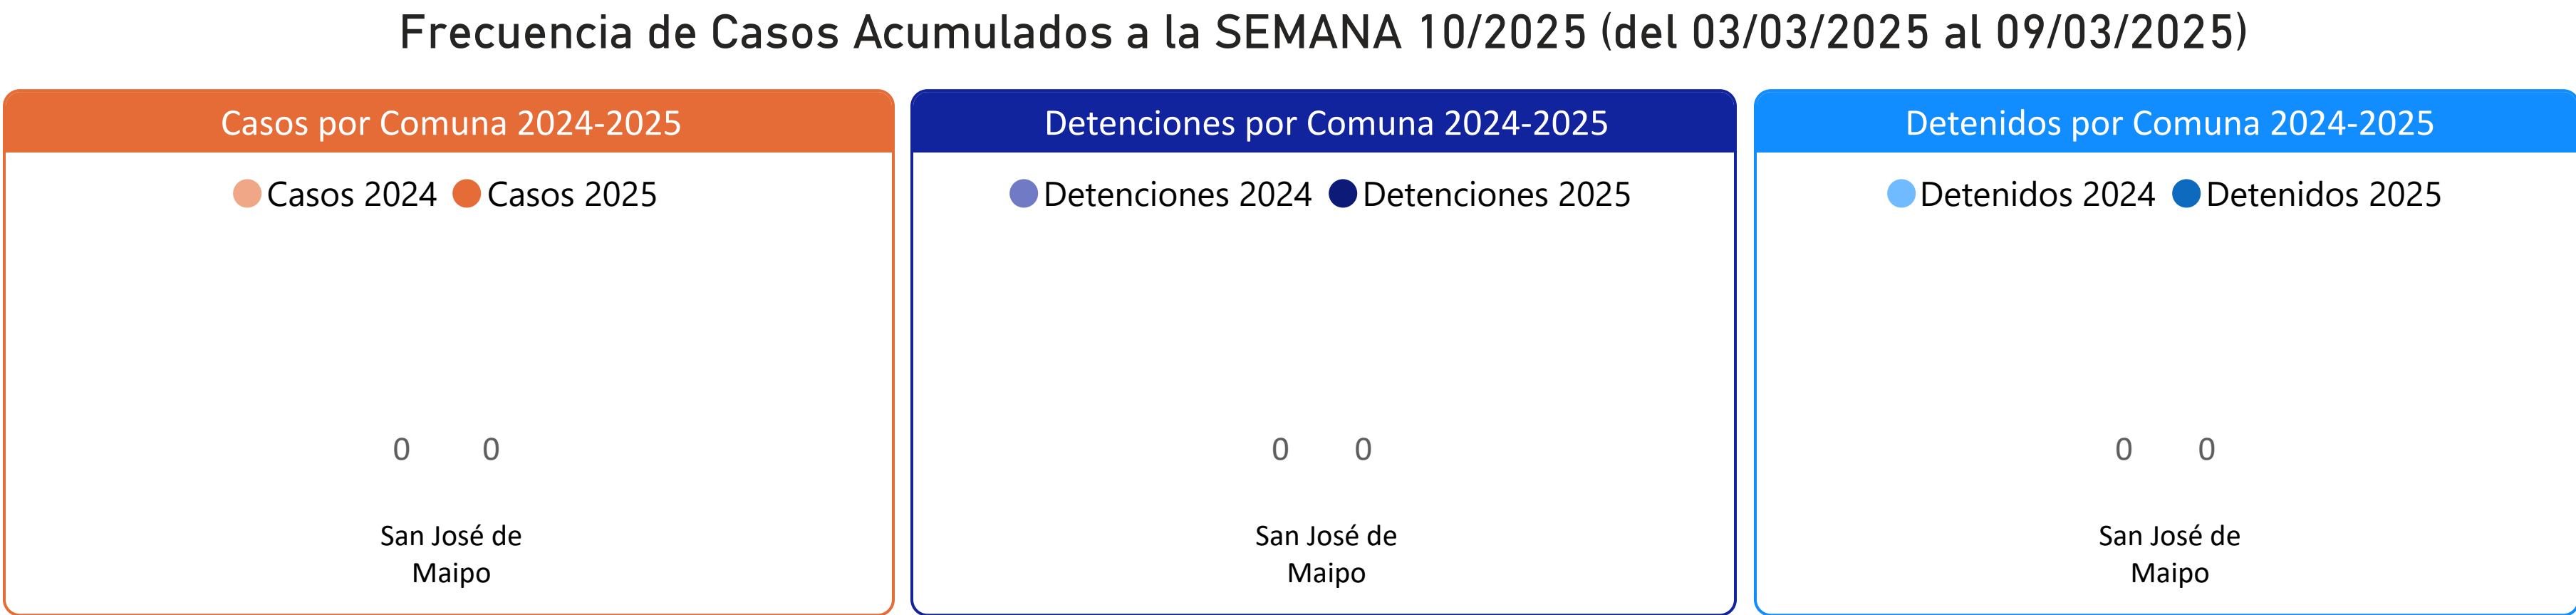 Frecuencia de Casos Acumulados a la SEMANA 10/2025 (del 03/03/2025 al 09/03/2025)
Casos por Comuna 2024-2025
Casos 2024 Casos 2025
0 0
San José de
Maipo
Detenciones por Comuna 2024-2025
Detenciones 2024 Detenciones 2025
0 0
San José de
Maipo
Detenidos por Comuna 2024-2025
Detenidos 2024 Detenidos 2025
0 0
San José de
Maipo